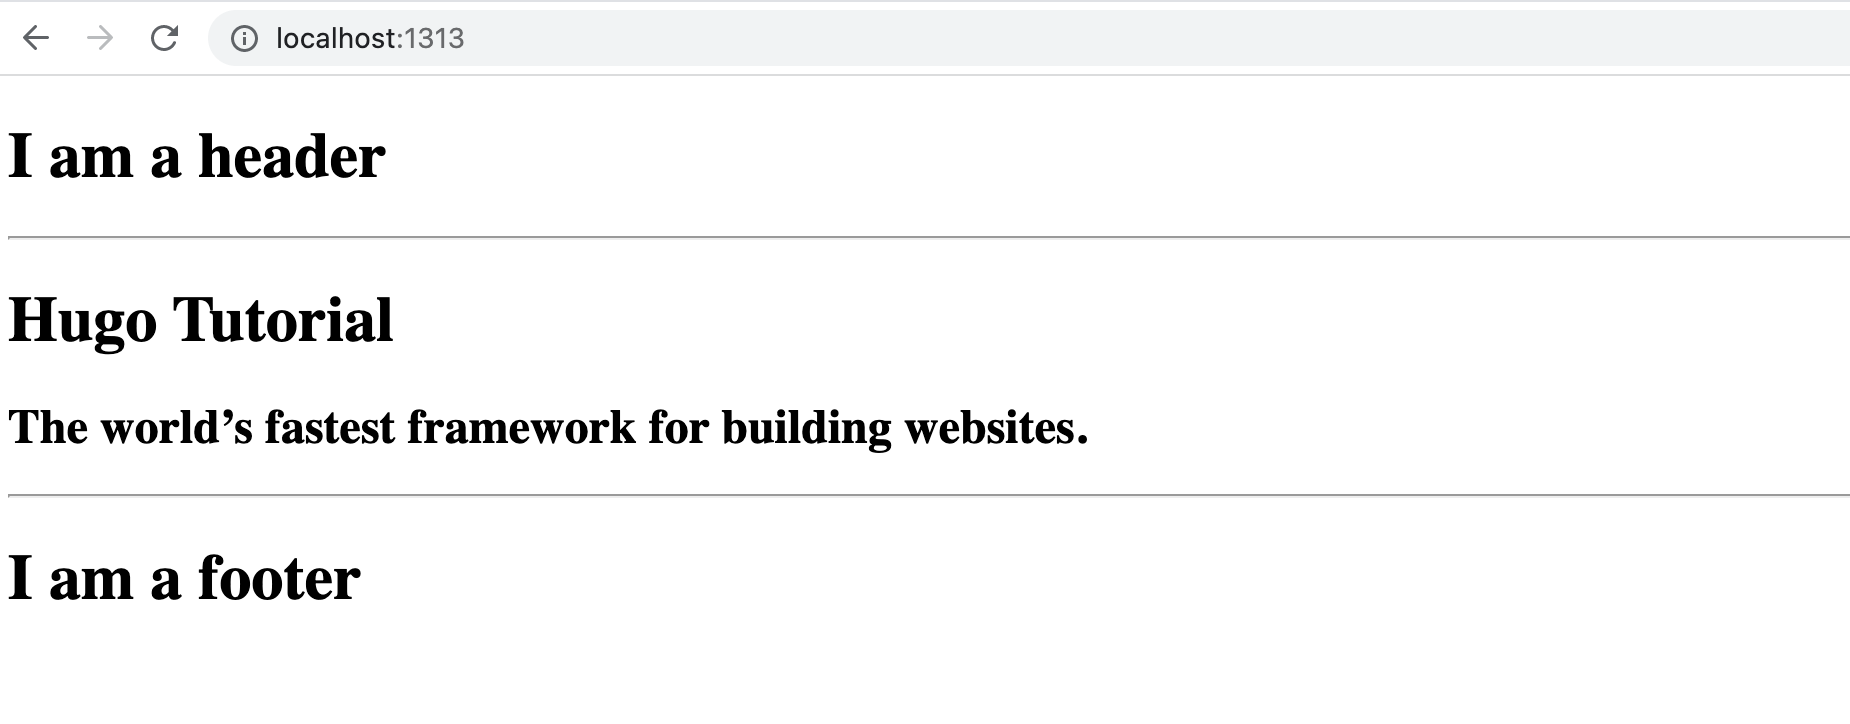 localhost:1313
I am a header
Hugo Tutorial
The world’s fastest framework for building websites.
I am a footer